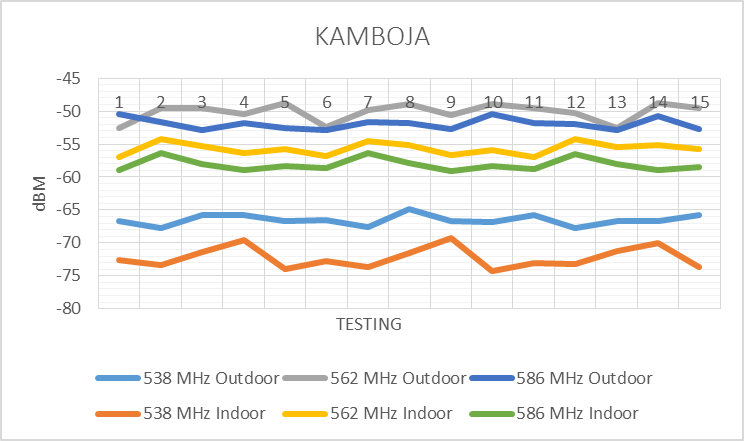 KAMBOJA
-45
1 2 3 4 5 6 7 8 9 10 11 12 13 14 15
-50
-55
-60
-65
-70
-75
-80
dBM
TESTING
538 MHz Outdoor 562 MHz Outdoor 586 MHz Outdoor
538 MHz Indoor 562 MHz Indoor 586 MHz Indoor